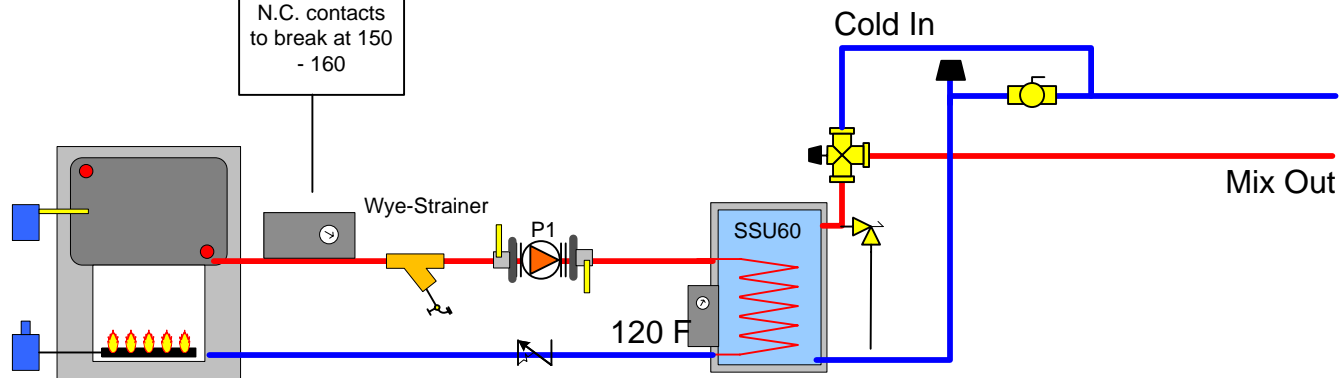 N.C. contacts
to break at 150
- 160
Cold In
Wye-Strainer
P1
SSU60
Mix Out
120 F